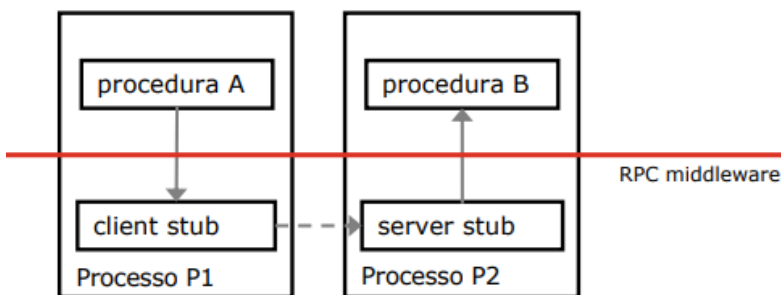 procedura A
procedura B
RPC middleware
client stub
server stub
Processo P1
Processo P2